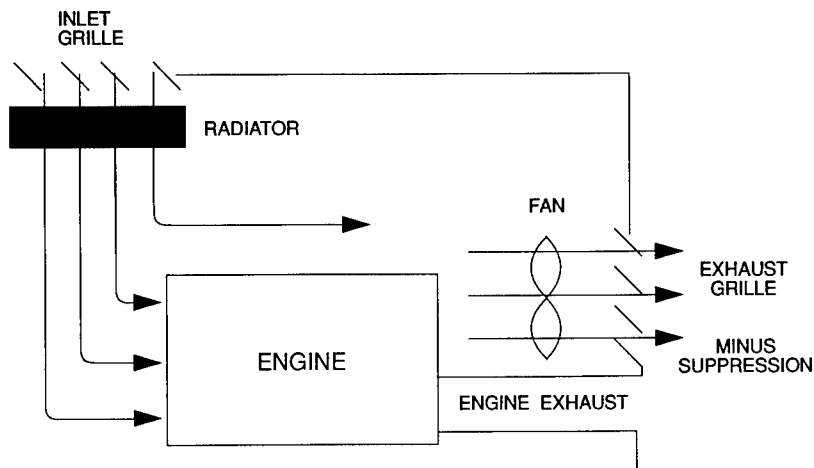 INLET
GRILLE
RADIATOR
FAN
EXHAUST
GRILLE
ENGINE
MINUS
SUPPRESSION
ENGINE EXHAUST